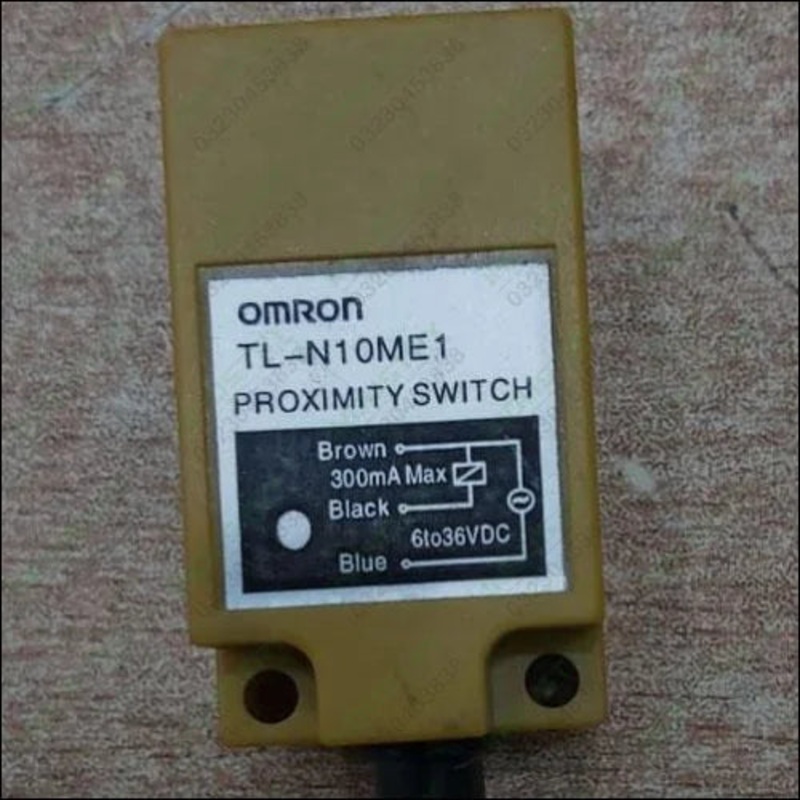 OMRON
TL-N10ME1
PROXIMITY SWITCH
Brown
300mA Max
Black
6to36VDC
Blue